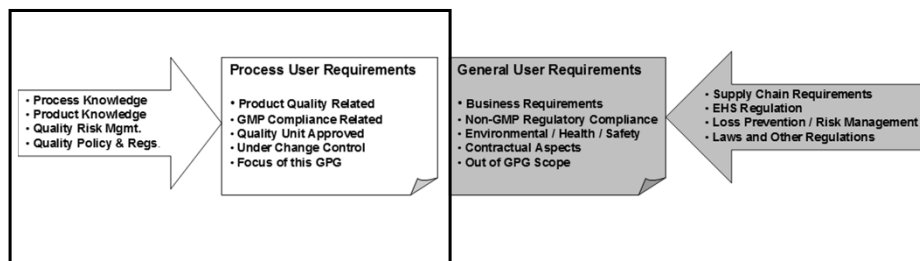 • Process Knowledge
• Product Knowledge
• Quality Risk Mgmt.
• Quality Policy & Regs.
Process User Requirements
• Product Quality Related
• GMP Compliance Related
• Quality Unit Approved
• Under Change Control
• Focus of this GPG
General User Requirements
• Business Requirements
• Non-GMP Regulatory Compliance
• Environmental / Health / Safety
• Contractual Aspects
• Out of GPG Scope
• Supply Chain Requirements
• EHS Regulation
• Loss Prevention / Risk Management
• Laws and Other Regulations